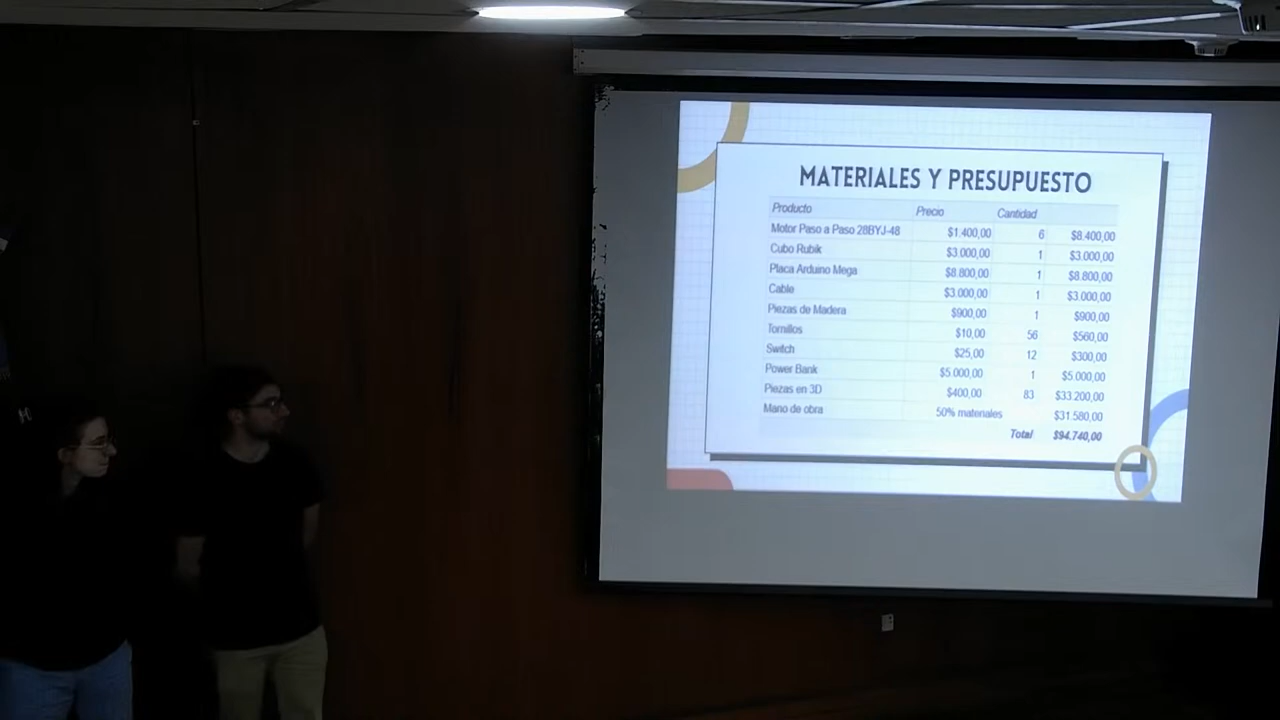 MATERIALES Y PRESUPUESTO
Producto Precio Cantidad
Motor Paso a Paso 28BYJ-48 $1.400,00 6 $8.400,00
Cubo Rubik $3.000,00 1 $3.000,00
Placa Arduino Mega $8.800,00 1 $8.800,00
Cable $3.000,00 1 $3.000,00
Piezas de Madera $900,00 1 $900,00
Tornillos $10,00 56 $560,00
Switch $25,00 12 $300,00
Power Bank $5.000,00 1 $5.000,00
Piezas en 3D $400,00 83 $33.200,00
Mano de obra 50% materiales $31.580,00
Total $94.740,00